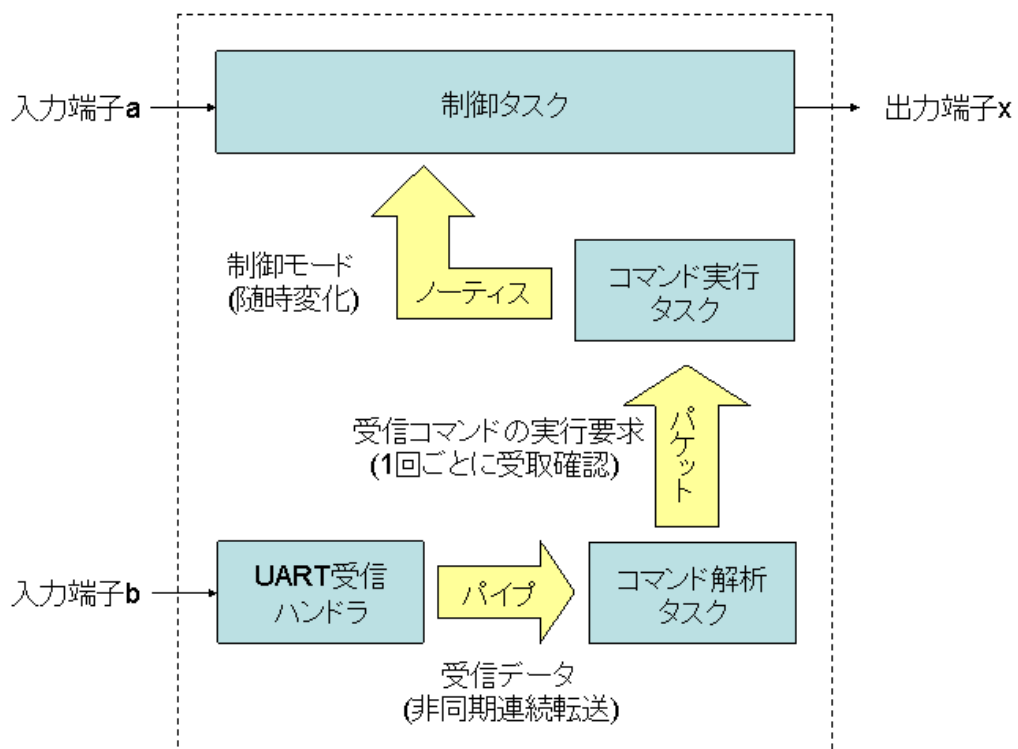 入力端子a
制御タスク
出力端子x
制御モード
(随時変化)
ノーティス
コマンド実行
タスク
受信コマンドの実行要求
(1回ごとに受取確認)
パケット
入力端子b
UART受信
ハンドラ
パイプ
コマンド解析
タスク
受信データ
(非同期連続転送)